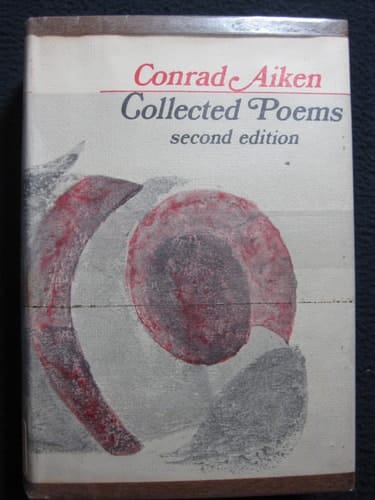 Conrad Aiken
Collected Poems
second edition